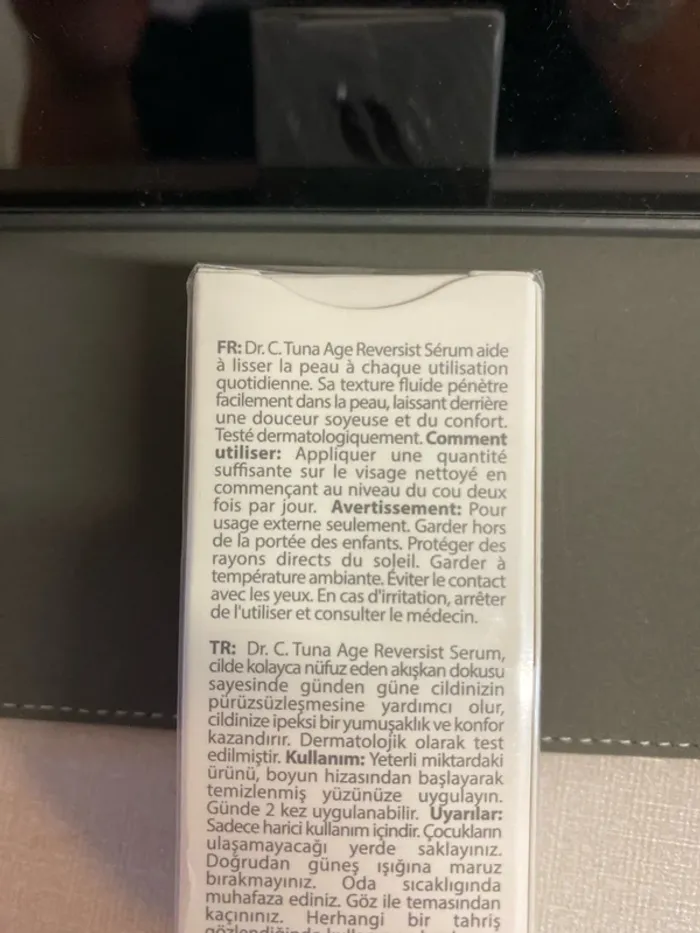 FR: Dr. C. Tuna Age Reversist Sérum aide
à lisser la peau à chaque utilisation
quotidienne. Sa texture fluide pénètre
facilement dans la peau, laissant derrière
une douceur soyeuse et du confort.
Testé dermatologiquement. Comment
utiliser: Appliquer une quantité
suffisante sur le visage nettoyé en
commençant au niveau du cou deux
fois par jour. Avertissement: Pour
usage externe seulement. Garder hors
de la portée des enfants. Protéger des
rayons directs du soleil. Garder à
température ambiante. Éviter le contact
avec les yeux. En cas d'irritation, arrêter
de l'utiliser et consulter le médecin.
TR: Dr. C. Tuna Age Reversist Serum,
cilde kolayca nüfuz eden akışkan dokusu
sayesinde günden güne cildinizin
pürüzsüzleşmesine yardımcı olur,
cildinize ipeksi bir yumuşaklık ve konfor
kazandırır. Dermatolojik olarak test
edilmiştir. Kullanım: Yeterli miktardaki
ürünü, boyun hizasından başlayarak
temizlenmiş yüzünüze uygulayın.
Günde 2 kez uygulanabilir. Uyarılar:
Sadece harici kullanım içindir. Çocukların
ulaşamayacağı yerde saklayınız.
Doğrudan güneş ışığına maruz
bırakmayınız. Oda sıcaklığında
muhafaza ediniz. Göz ile temasından
kaçınınız. Herhangi bir tahriş